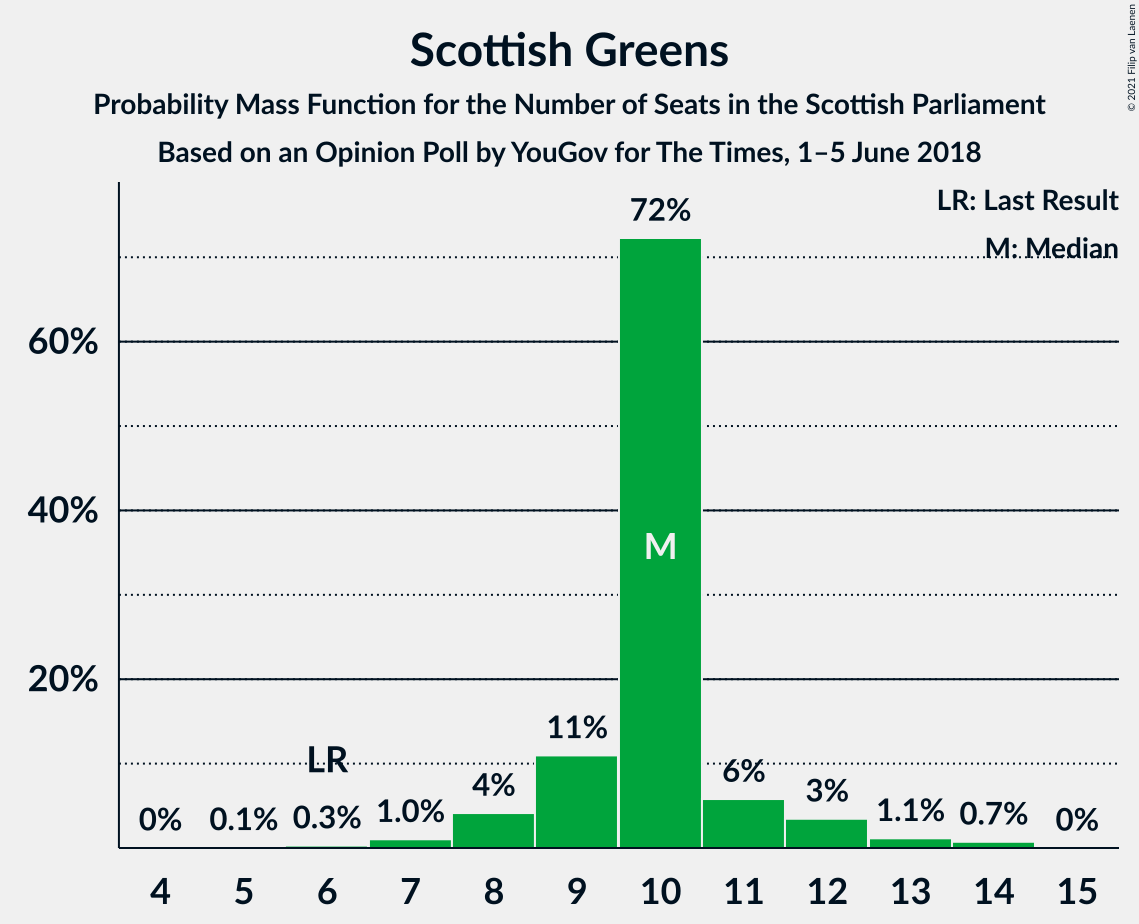 Scottish Greens
Probability Mass Function for the Number of Seats in the Scottish Parliament
Based on an Opinion Poll by YouGov for The Times, 1–5 June 2018
© 2021 Filip van Laenen
LR: Last Result
M: Median
72%
60%
40%
M
20%
11%
LR
6%
4%
3%
1.0%
1.1%
0.7%
0.3%
0%
0.1%
0%
4 5 6 7 8 9 10 11 12 13 14 15